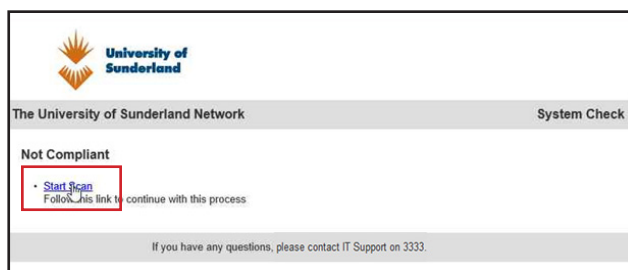 University of
Sunderland
The University of Sunderland Network System Check
Not Compliant
• Start Scan
Follow this link to continue with this process
If you have any questions, please contact IT Support on 3333.